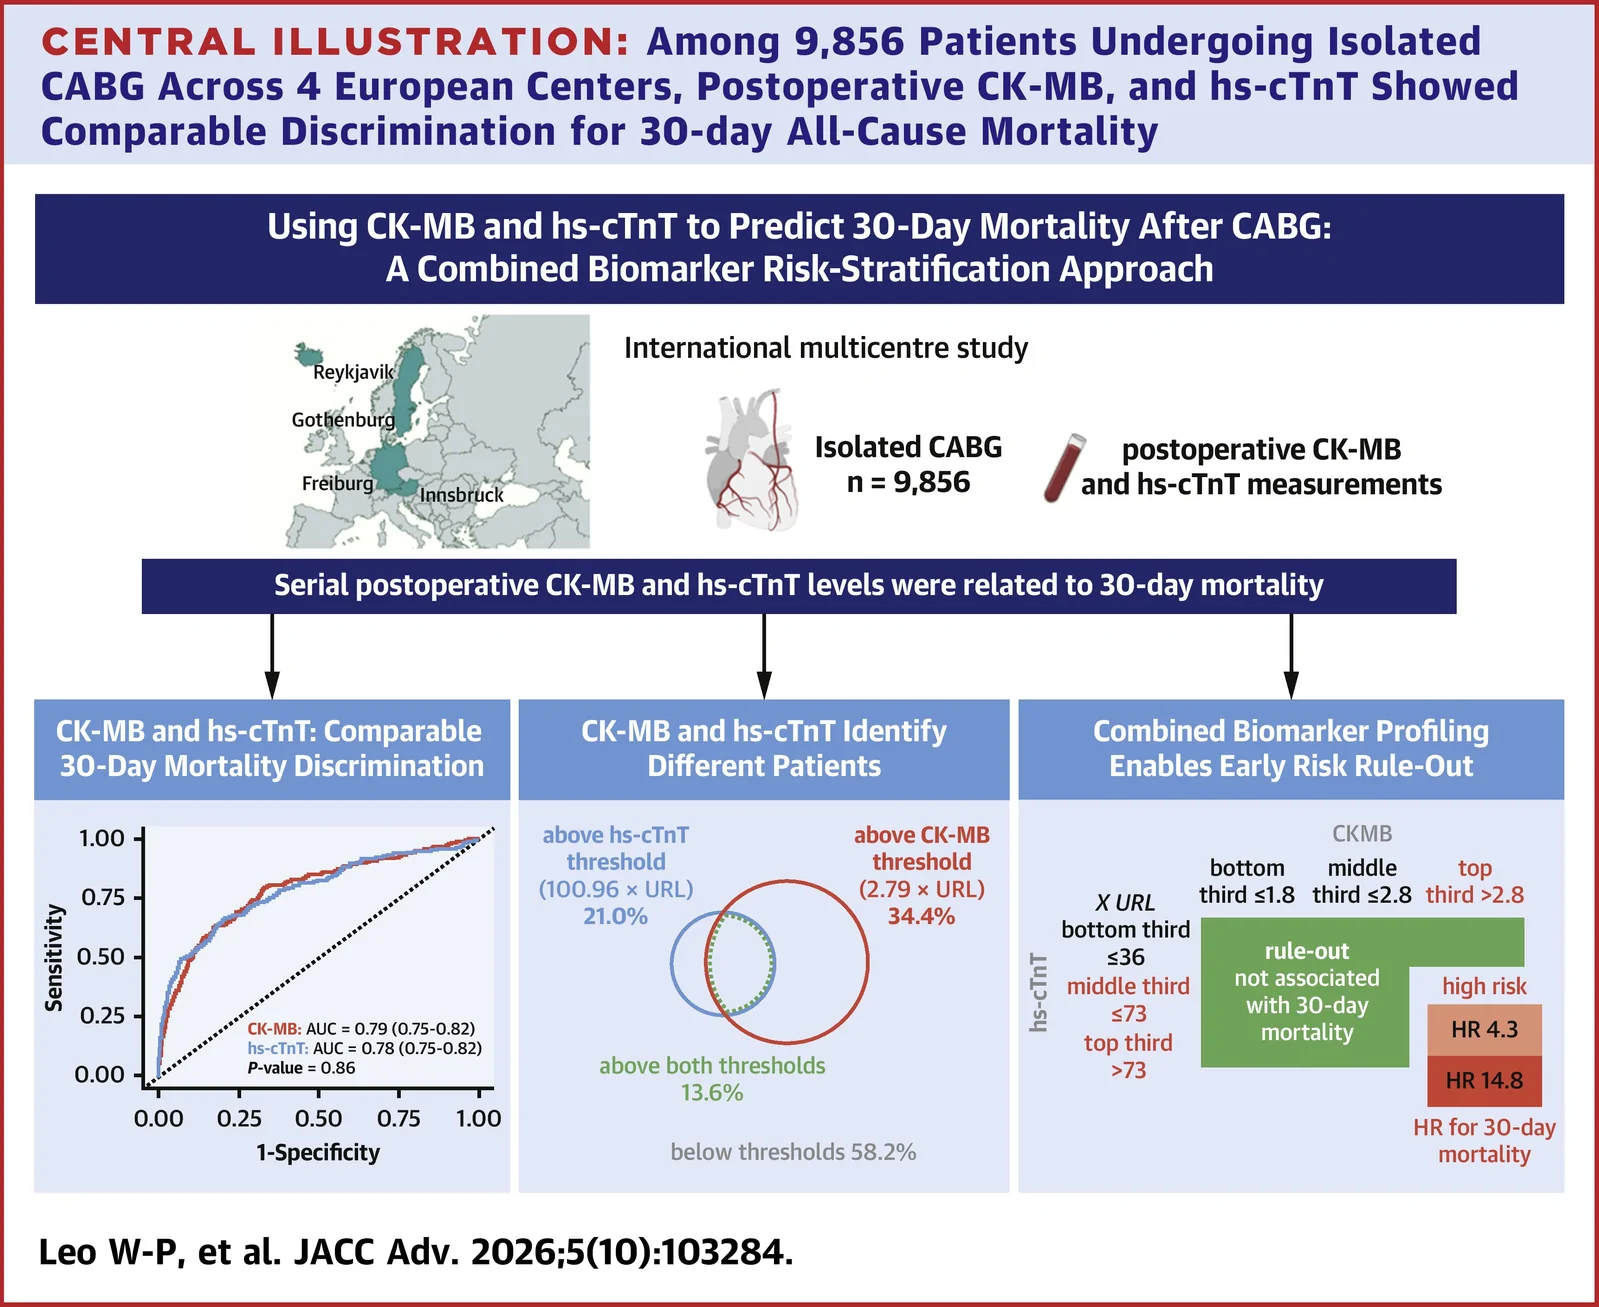 CENTRAL ILLUSTRATION: Among 9,856 Patients Undergoing Isolated
CABG Across 4 European Centers, Postoperative CK-MB, and hs-cTnT Showed
Comparable Discrimination for 30-day All-Cause Mortality
Using CK-MB and hs-cTnT to Predict 30-Day Mortality After CABG:
A Combined Biomarker Risk-Stratification Approach
Reykjavik
Gothenburg
Freiburg
Innsbruck
International multicentre study
Isolated CABG
n = 9,856
postoperative CK-MB
and hs-cTnT measurements
Serial postoperative CK-MB and hs-cTnT levels were related to 30-day mortality
CK-MB and hs-cTnT: Comparable
30-Day Mortality Discrimination
Sensitivity
1.00
0.75
0.50
0.25
0.00
CK-MB: AUC = 0.79 (0.75-0.82)
hs-cTnT: AUC = 0.78 (0.75-0.82)
P-value = 0.86
0.00 0.25 0.50 0.75 1.00
1-Specificity
CK-MB and hs-cTnT Identify
Different Patients
above hs-cTnT
threshold
(100.96 × URL)
21.0%
above CK-MB
threshold
(2.79 × URL)
34.4%
above both thresholds
13.6%
below thresholds 58.2%
Combined Biomarker Profiling
Enables Early Risk Rule-Out
CKMB
bottom
third ≤1.8
middle
third ≤2.8
top
third >2.8
X URL
hs-cTnT
bottom third
≤36
middle third
≤73
top third
>73
rule-out
not associated
with 30-day
mortality
high risk
HR 4.3
HR 14.8
HR for 30-day
mortality
Leo W-P, et al. JACC Adv. 2026;5(10):103284.